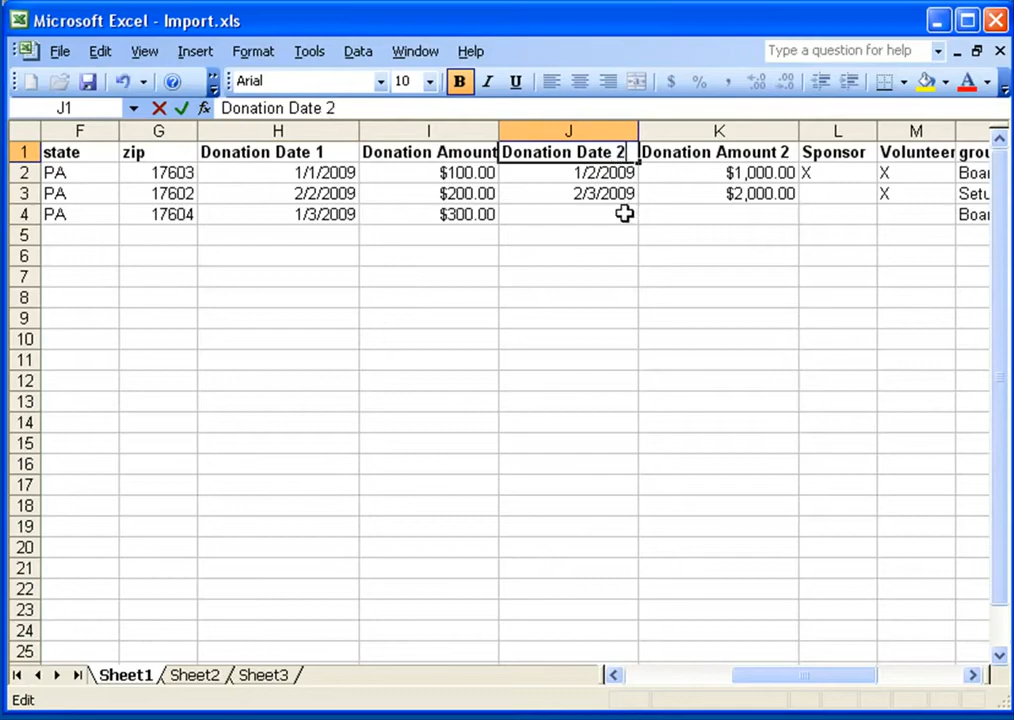 Microsoft Excel - Import.xls
File Edit View Insert Format Tools Data Window Help Type a question for help
Arial 10 B I U $ % , A
J1 fx Donation Date 2
F G H I J K L M
1 state zip Donation Date 1 Donation Amount Donation Date 2 Donation Amount 2 Sponsor Volunteer grou
2 PA 17603 1/1/2009 $100.00 1/2/2009 $1,000.00 X X Boar
3 PA 17602 2/2/2009 $200.00 2/3/2009 $2,000.00 X Setu
4 PA 17604 1/3/2009 $300.00 Boar
5
6
7
8
9
10
11
12
13
14
15
16
17
18
19
20
21
22
23
24
25
Sheet1 Sheet2 Sheet3
Edit